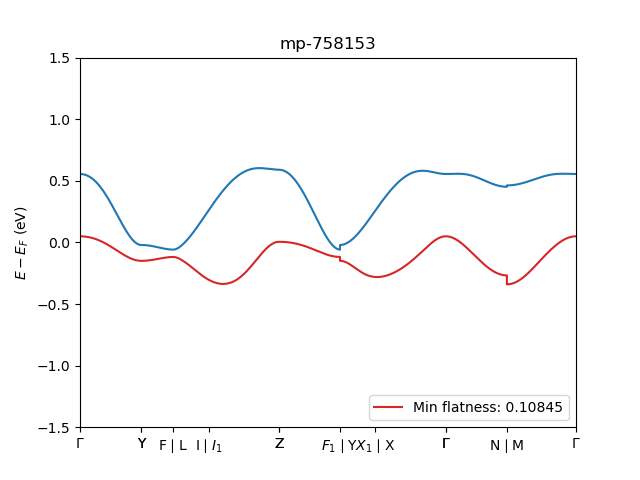 mp-758153
1.5
1.0
0.5
0.0
−0.5
−1.0
−1.5
E − E_F (eV)
Γ Y F | L I | I₁ Z F₁ | Y X₁ | X Γ N | M Γ
Min flatness: 0.10845